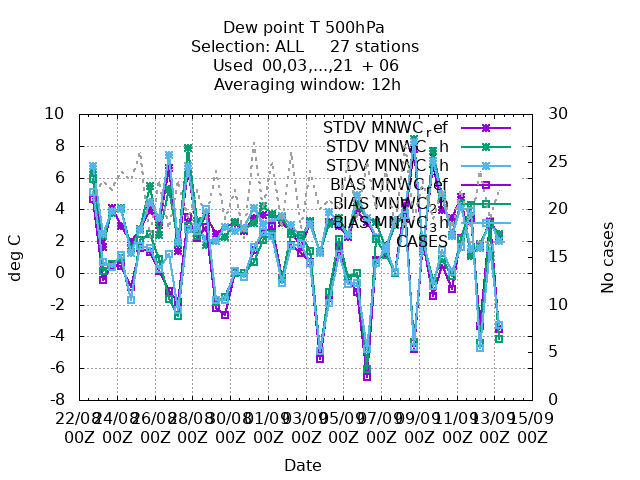 Dew point T 500hPa
Selection: ALL 27 stations
Used 00,03,...,21 + 06
Averaging window: 12h
10 30
STDV MNWC_ref
STDV MNWC_2h
STDV MNWC_3h
BIAS MNWC_ref
BIAS MNWC_2h
BIAS MNWC_3h
CASES
8
6 25
4
2 20
0 15
-2 10
-4
-6 5
-8 0
deg C
No cases
22/08 24/08 26/08 28/08 30/08 01/09 03/09 05/09 07/09 09/09 11/09 13/09 15/09
00Z 00Z 00Z 00Z 00Z 00Z 00Z 00Z 00Z 00Z 00Z 00Z 00Z
Date